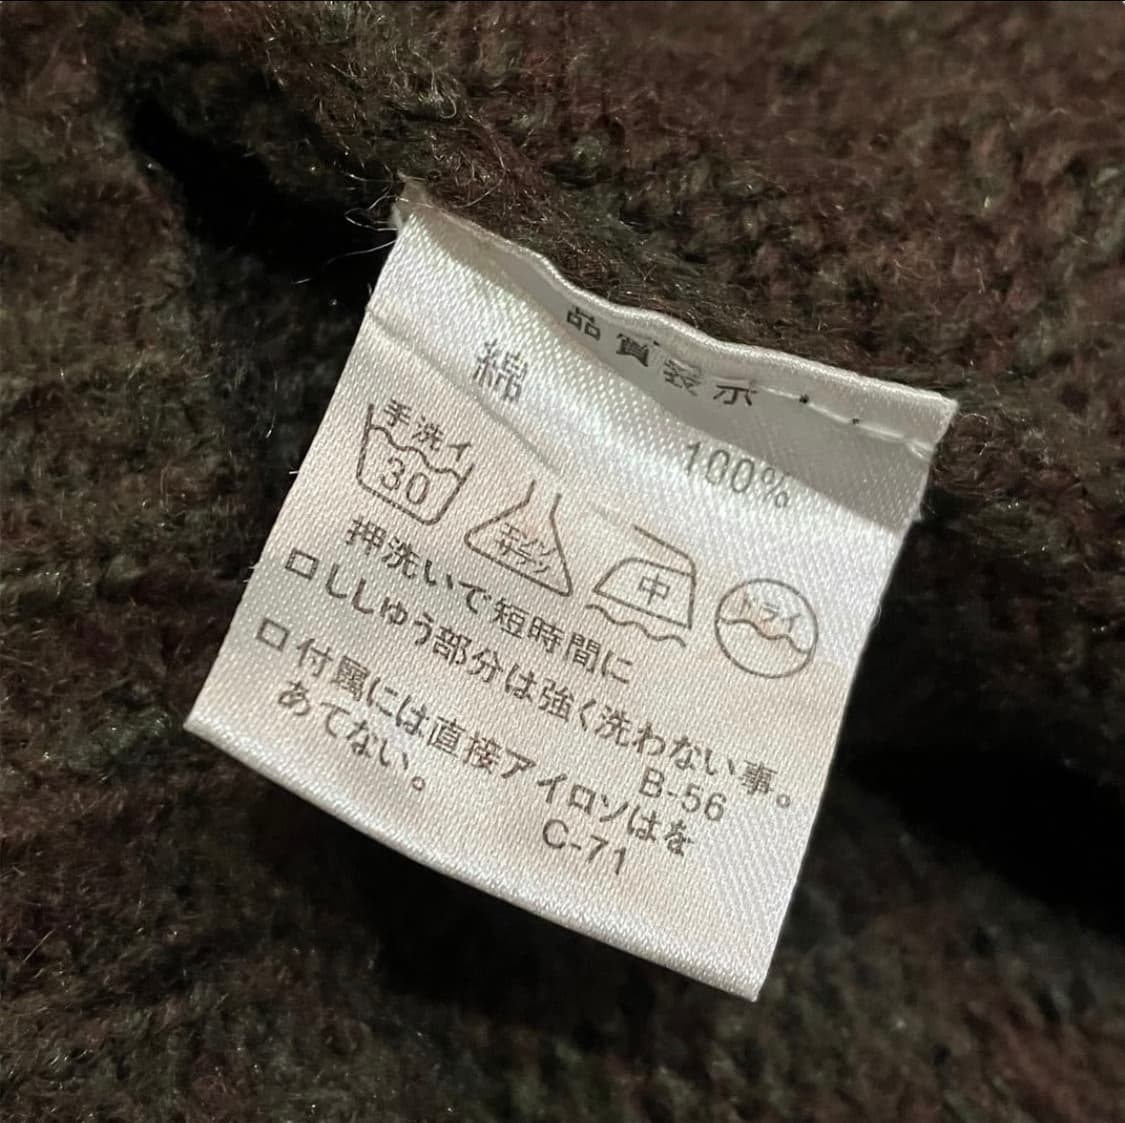 品質表示
綿 100%
手洗イ
30
中
ドライ
押洗いで短時間に
□ししゅう部分は強く洗わない事。
B-56
□付属には直接アイロソはを
あてない。
C-71